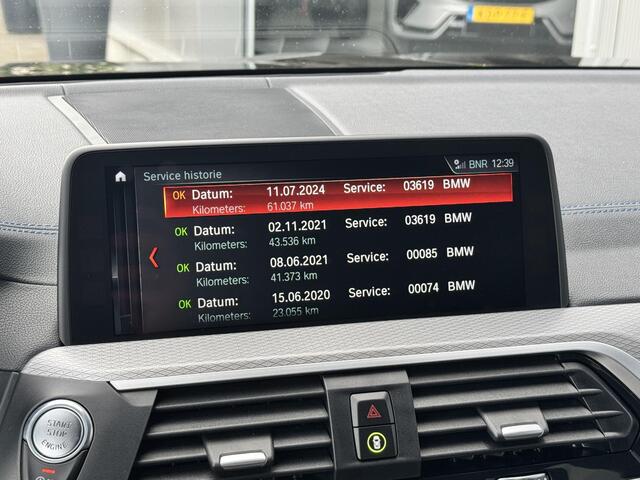 Service historie BNR 12:39
OK Datum: 11.07.2024 Service: 03619 BMW
Kilometers: 61.037 km
OK Datum: 02.11.2021 Service: 03619 BMW
Kilometers: 43.536 km
OK Datum: 08.06.2021 Service: 00085 BMW
Kilometers: 41.373 km
OK Datum: 15.06.2020 Service: 00074 BMW
Kilometers: 23.055 km
START
STOP
ENGINE